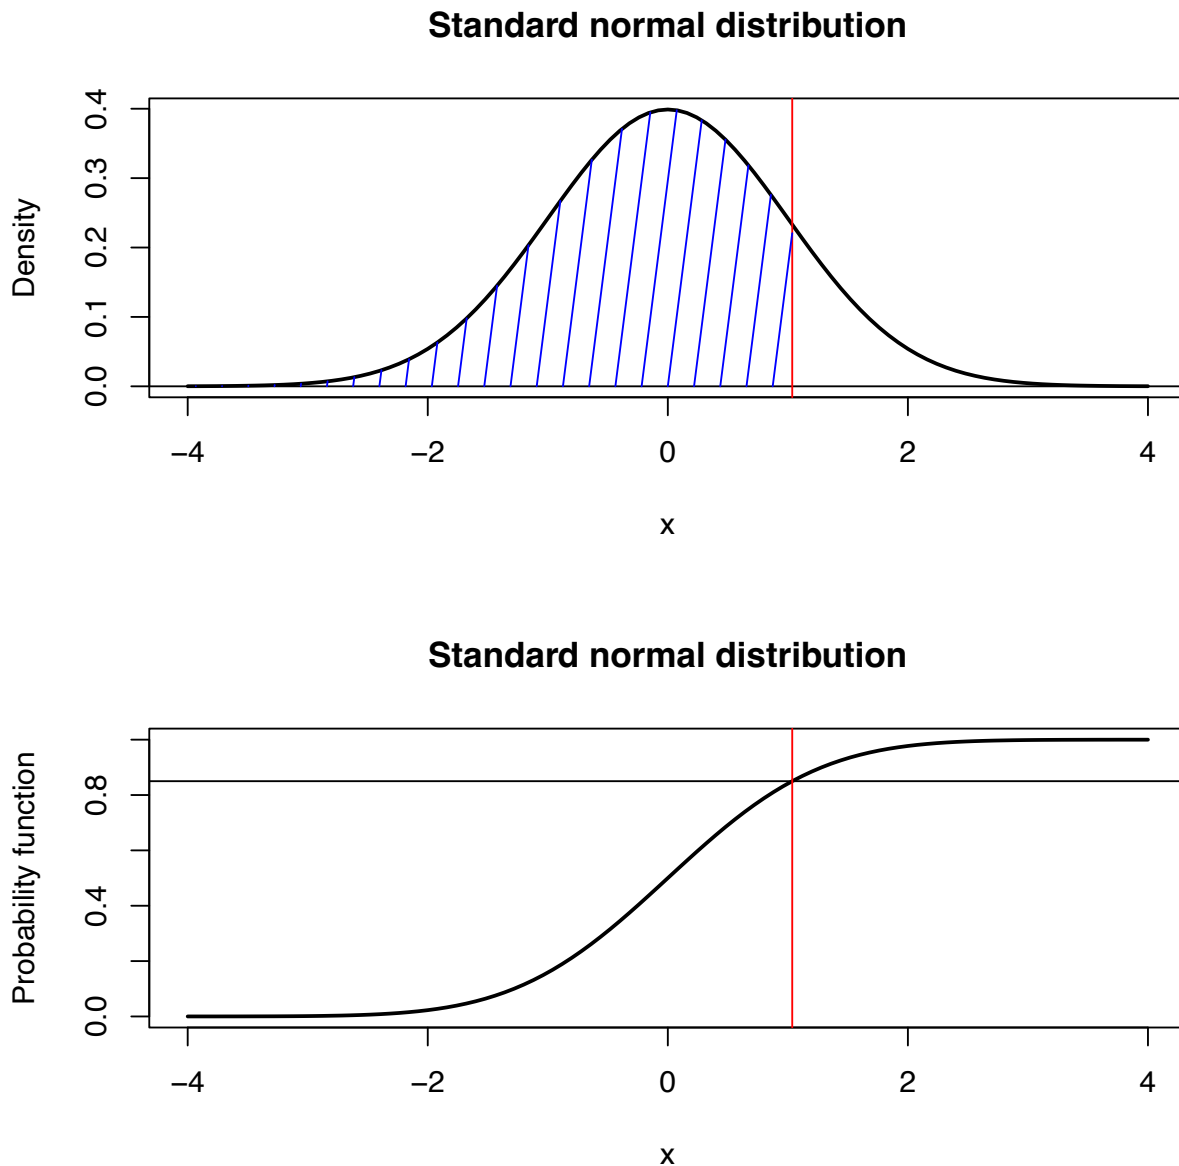 Standard normal distribution
Density
0.0 0.1 0.2 0.3 0.4
−4 −2 0 2 4
x
Standard normal distribution
Probability function
0.0 0.4 0.8
−4 −2 0 2 4
x